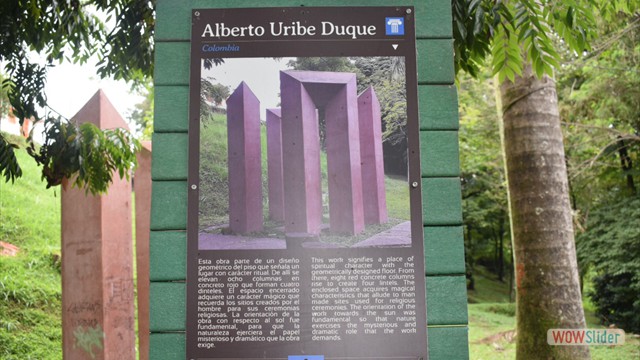 Alberto Uribe Duque
Colombia
Esta obra parte de un diseño
geométrico del piso que señala un
lugar con carácter ritual. De allí se
elevan ocho columnas en
concreto rojo que forman cuatro
dinteles. El espacio encerrado
adquiere un carácter mágico que
recuerda los sitios creados por el
hombre para sus ceremonias
religiosas. La orientación de la
obra con respecto al sol fue
fundamental, para que la
naturaleza ejerciera el papel
misterioso y dramático que la obra
exige.
This work signifies a place of
spiritual character with the
geometrically designed floor. From
there, eight red concrete columns
rise to create four lintels. The
enclosed space acquires magical
characteristics that allude to man
made sites used for religious
ceremonies. The orientation of the
work towards the sun was
fundamental so that nature
exercises the mysterious and
dramatic role that the work
demands.
WOWSlider